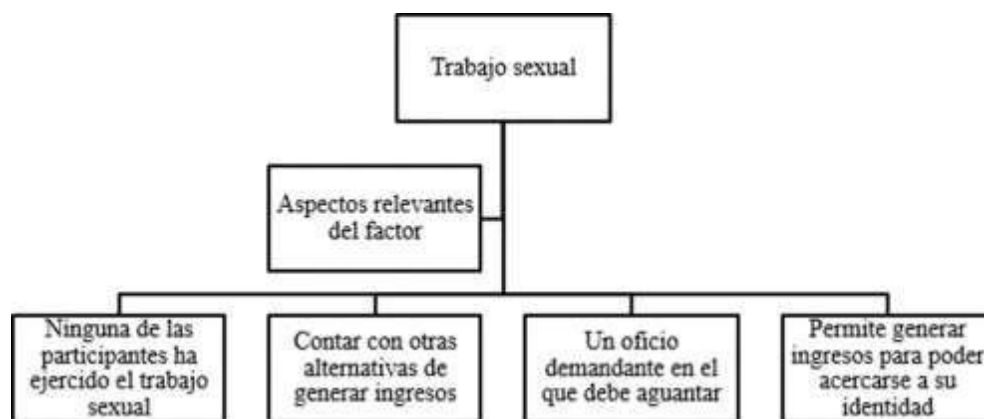 Trabajo sexual
Aspectos relevantes
del factor
Ninguna de las
participantes ha
ejercido el trabajo
sexual
Contar con otras
alternativas de
generar ingresos
Un oficio
demandante en el
que debe aguantar
Permite generar
ingresos para poder
acercarse a su
identidad